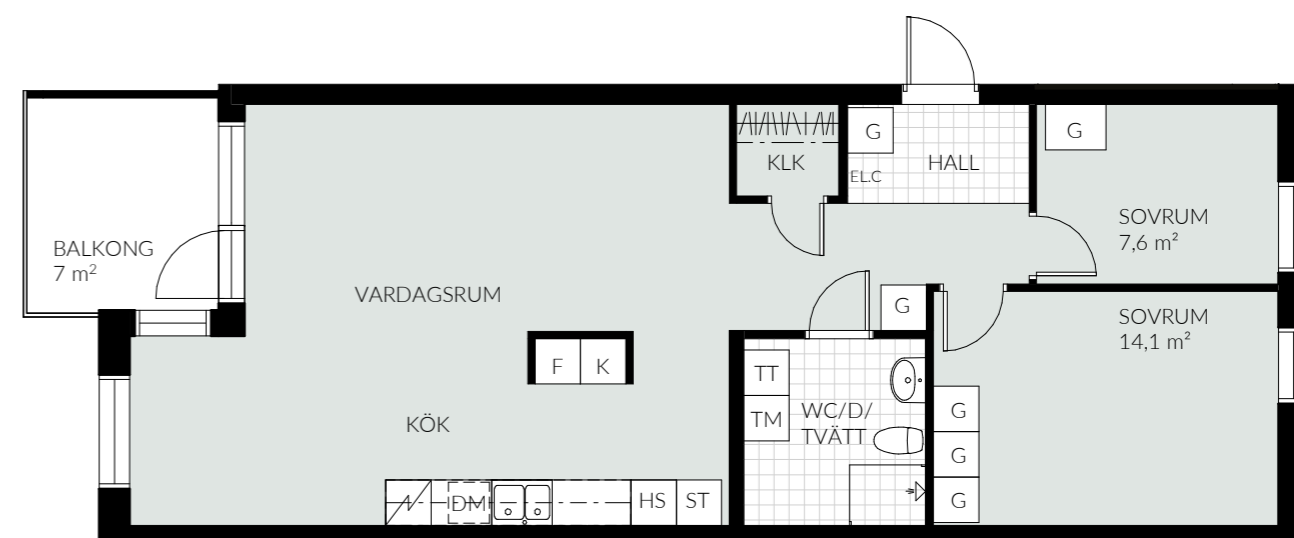 G
HALL
EL.C
KLK
G
SOVRUM
7,6 m²
BALKONG
7 m²
VARDAGSRUM
G
SOVRUM
14,1 m²
F
K
TT
TM
WC/D/
TVÄTT
KÖK
G
G
G
DM
HS
ST